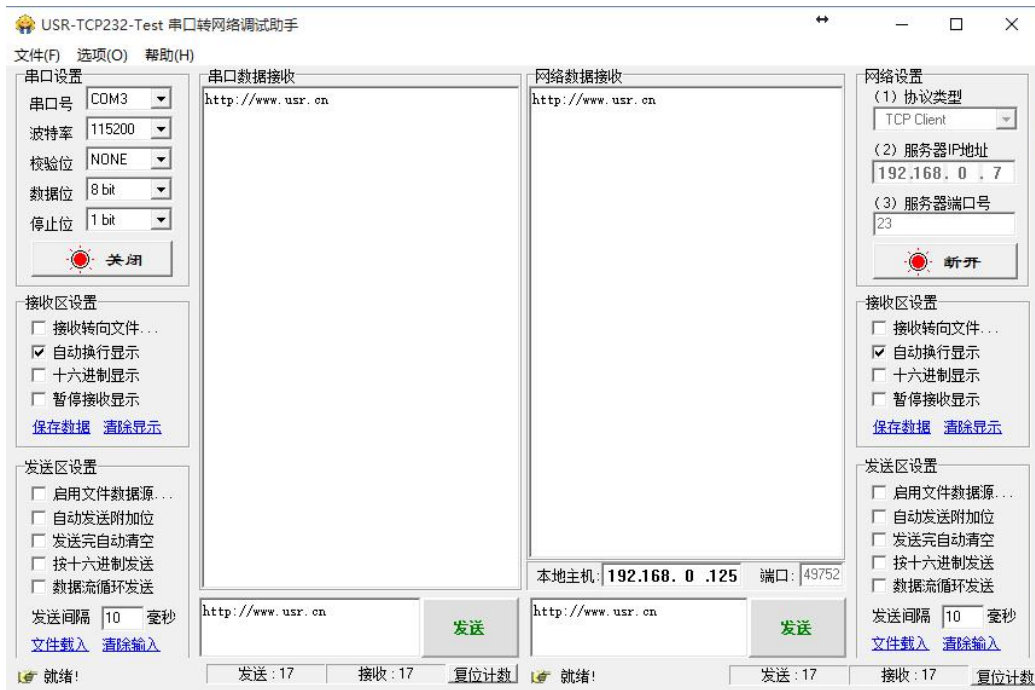 USR-TCP232-Test 串口转网络调试助手
文件(F) 选项(O) 帮助(H)
串口设置
串口号 COM3
波特率 115200
校验位 NONE
数据位 8 bit
停止位 1 bit
关闭
接收区设置
接收转向文件...
自动换行显示
十六进制显示
暂停接收显示
保存数据 清除显示
发送区设置
启用文件数据源...
自动发送附加位
发送完自动清空
按十六进制发送
数据流循环发送
发送间隔 10 毫秒
文件载入 清除输入
串口数据接收
http://www.usr.cn
http://www.usr.cn
发送
网络数据接收
http://www.usr.cn
本地主机: 192.168. 0 .125 端口: 49752
http://www.usr.cn
发送
网络设置
(1) 协议类型
TCP Client
(2) 服务器IP地址
192.168. 0 . 7
(3) 服务器端口号
23
断开
接收区设置
接收转向文件...
自动换行显示
十六进制显示
暂停接收显示
保存数据 清除显示
发送区设置
启用文件数据源...
自动发送附加位
发送完自动清空
按十六进制发送
数据流循环发送
发送间隔 10 毫秒
文件载入 清除输入
就绪! 发送:17 接收:17 复位计数
就绪! 发送:17 接收:17 复位计数